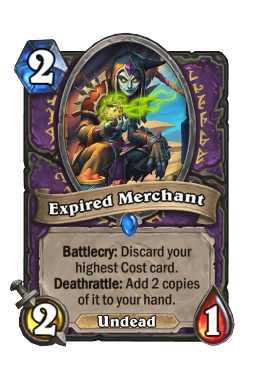 2
Expired Merchant
Battlecry: Discard your
highest Cost card.
Deathrattle: Add 2 copies
of it to your hand.
2 Undead 1